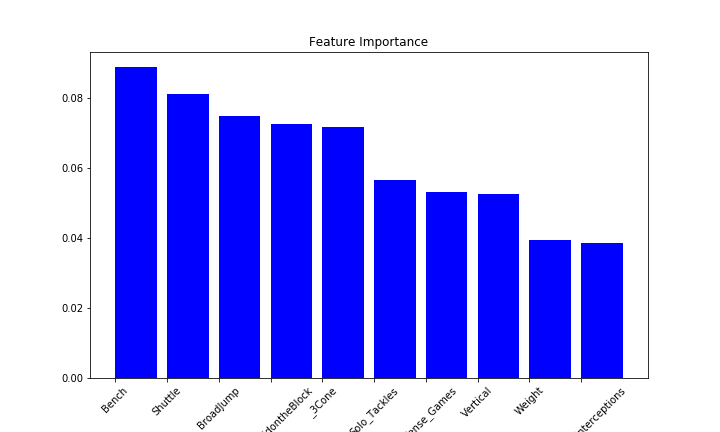 Feature Importance
0.08
0.06
0.04
0.02
0.00
Bench
Shuttle
BroadJump
_3Cone
Solo_Tackles
Vertical
Weight